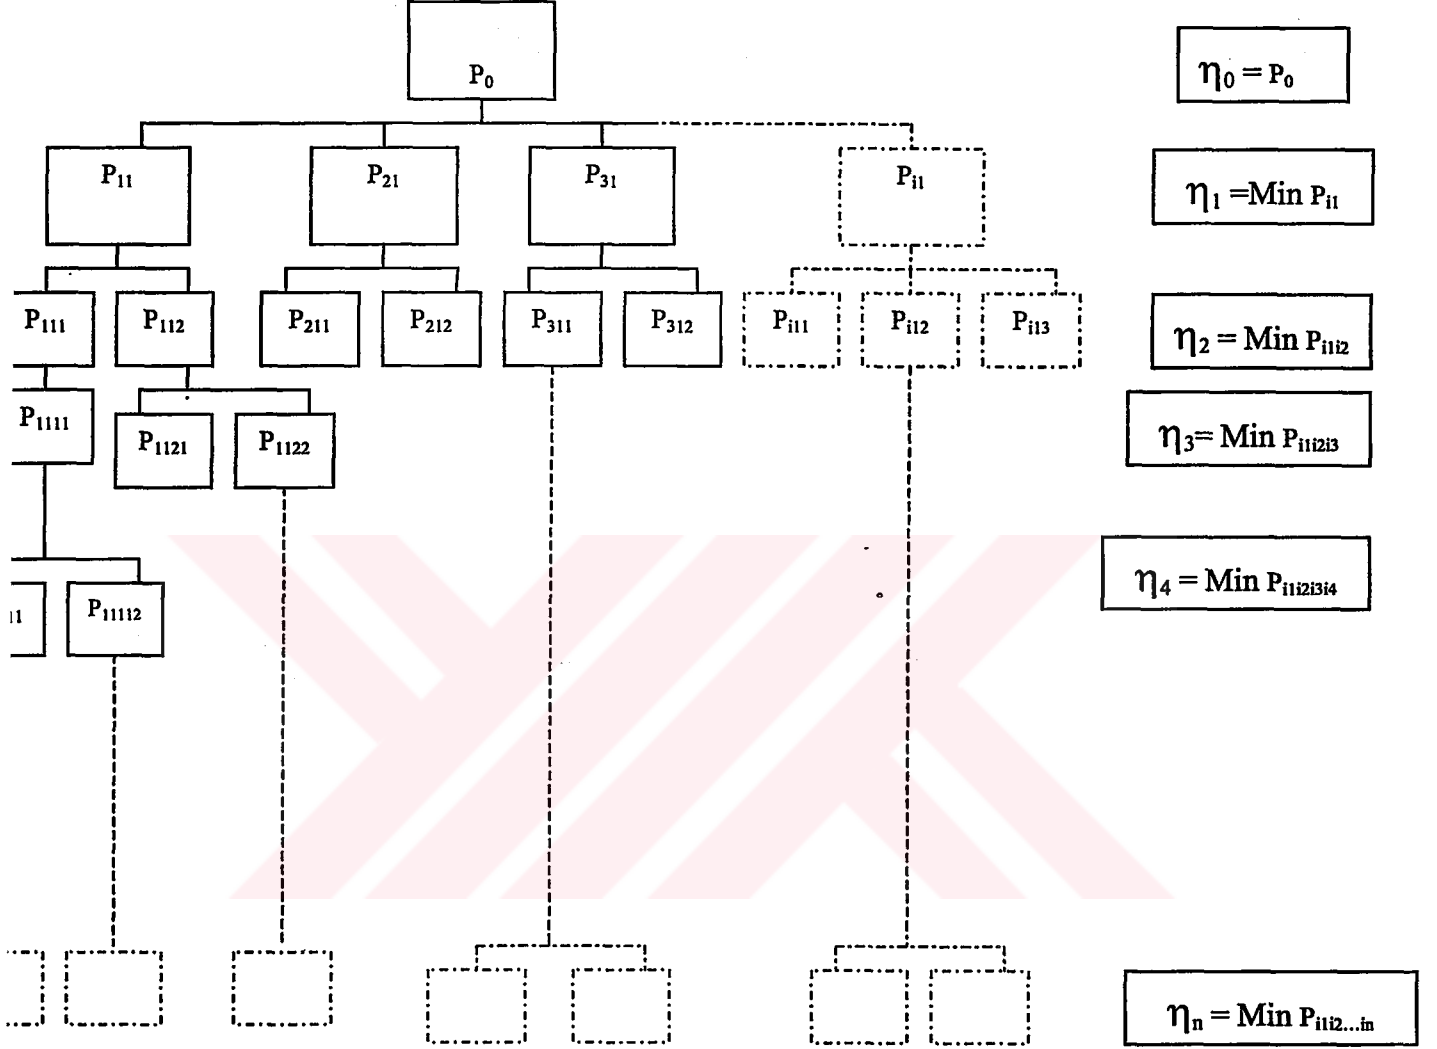 P0
η0 = P0
P11
P21
P31
Pi1
η1 =Min Pi1
P111
P112
P211
P212
P311
P312
Pi11
Pi12
Pi13
η2 = Min Pi1i2
P1111
P1121
P1122
η3= Min Pi1i2i3
11
P11112
η4 = Min Pi1i2i3i4
ηn = Min Pi1i2...in